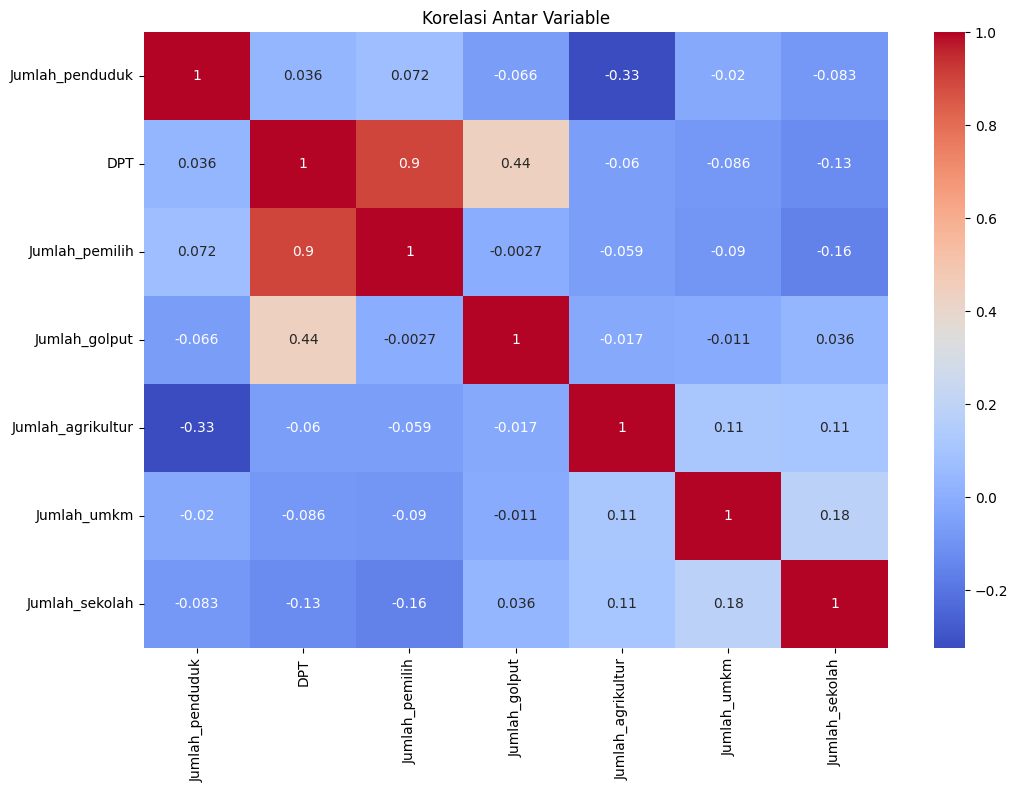 Korelasi Antar Variable
Jumlah_penduduk 1 0.036 0.072 -0.066 -0.33 -0.02 -0.083
DPT 0.036 1 0.9 0.44 -0.06 -0.086 -0.13
Jumlah_pemilih 0.072 0.9 1 -0.0027 -0.059 -0.09 -0.16
Jumlah_golput -0.066 0.44 -0.0027 1 -0.017 -0.011 0.036
Jumlah_agrikultur -0.33 -0.06 -0.059 -0.017 1 0.11 0.11
Jumlah_umkm -0.02 -0.086 -0.09 -0.011 0.11 1 0.18
Jumlah_sekolah -0.083 -0.13 -0.16 0.036 0.11 0.18 1
Jumlah_penduduk
DPT
Jumlah_pemilih
Jumlah_golput
Jumlah_agrikultur
Jumlah_umkm
Jumlah_sekolah
1.0
0.8
0.6
0.4
0.2
0.0
−0.2